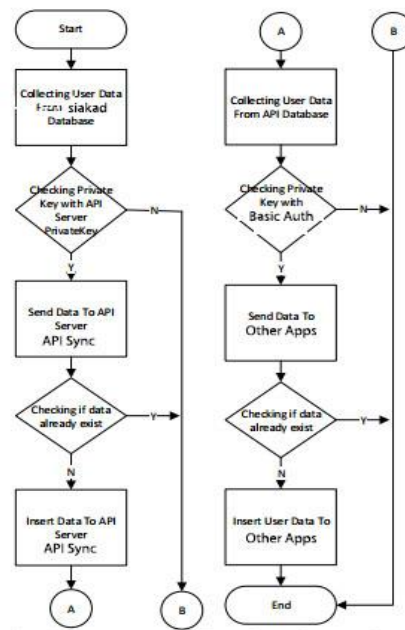 Start
Collecting User Data
From siakad
Database
Checking Private
Key with API
Server
PrivateKey
N
Y
Send Data To API
Server
API Sync
Checking if data
already exist
Y
N
Insert Data To API
Server
API Sync
A
B
A
B
Collecting User Data
From API Database
Checking Private
Key with
Basic Auth
N
Y
Send Data To
Other Apps
Checking if data
already exist
Y
N
Insert User Data To
Other Apps
End